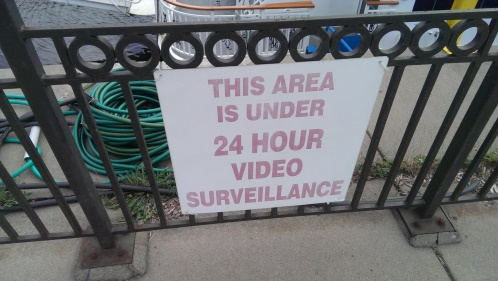 THIS AREA
IS UNDER
24 HOUR
VIDEO
SURVEILLANCE